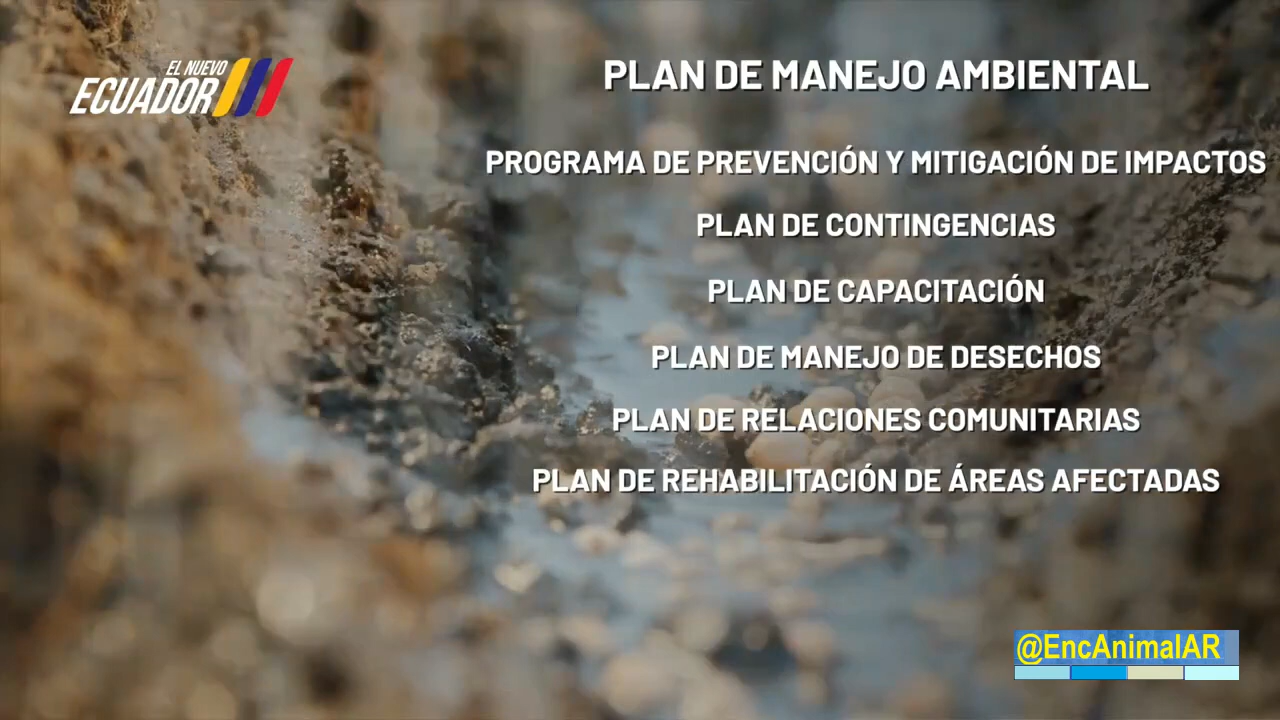 EL NUEVO
ECUADOR
PLAN DE MANEJO AMBIENTAL
PROGRAMA DE PREVENCIÓN Y MITIGACIÓN DE IMPACTOS
PLAN DE CONTINGENCIAS
PLAN DE CAPACITACIÓN
PLAN DE MANEJO DE DESECHOS
PLAN DE RELACIONES COMUNITARIAS
PLAN DE REHABILITACIÓN DE ÁREAS AFECTADAS
@EncAnimalAR